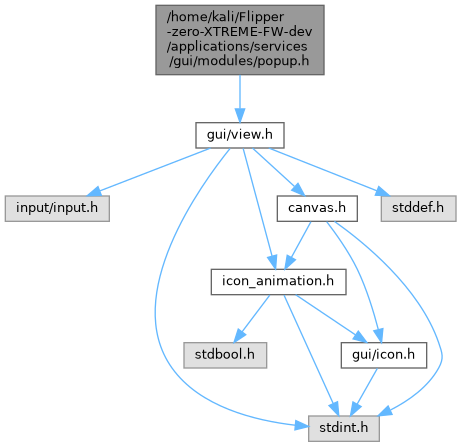 /home/kali/Flipper
-zero-XTREME-FW-dev
/applications/services
/gui/modules/popup.h
gui/view.h
input/input.h
canvas.h
stddef.h
icon_animation.h
stdbool.h
gui/icon.h
stdint.h